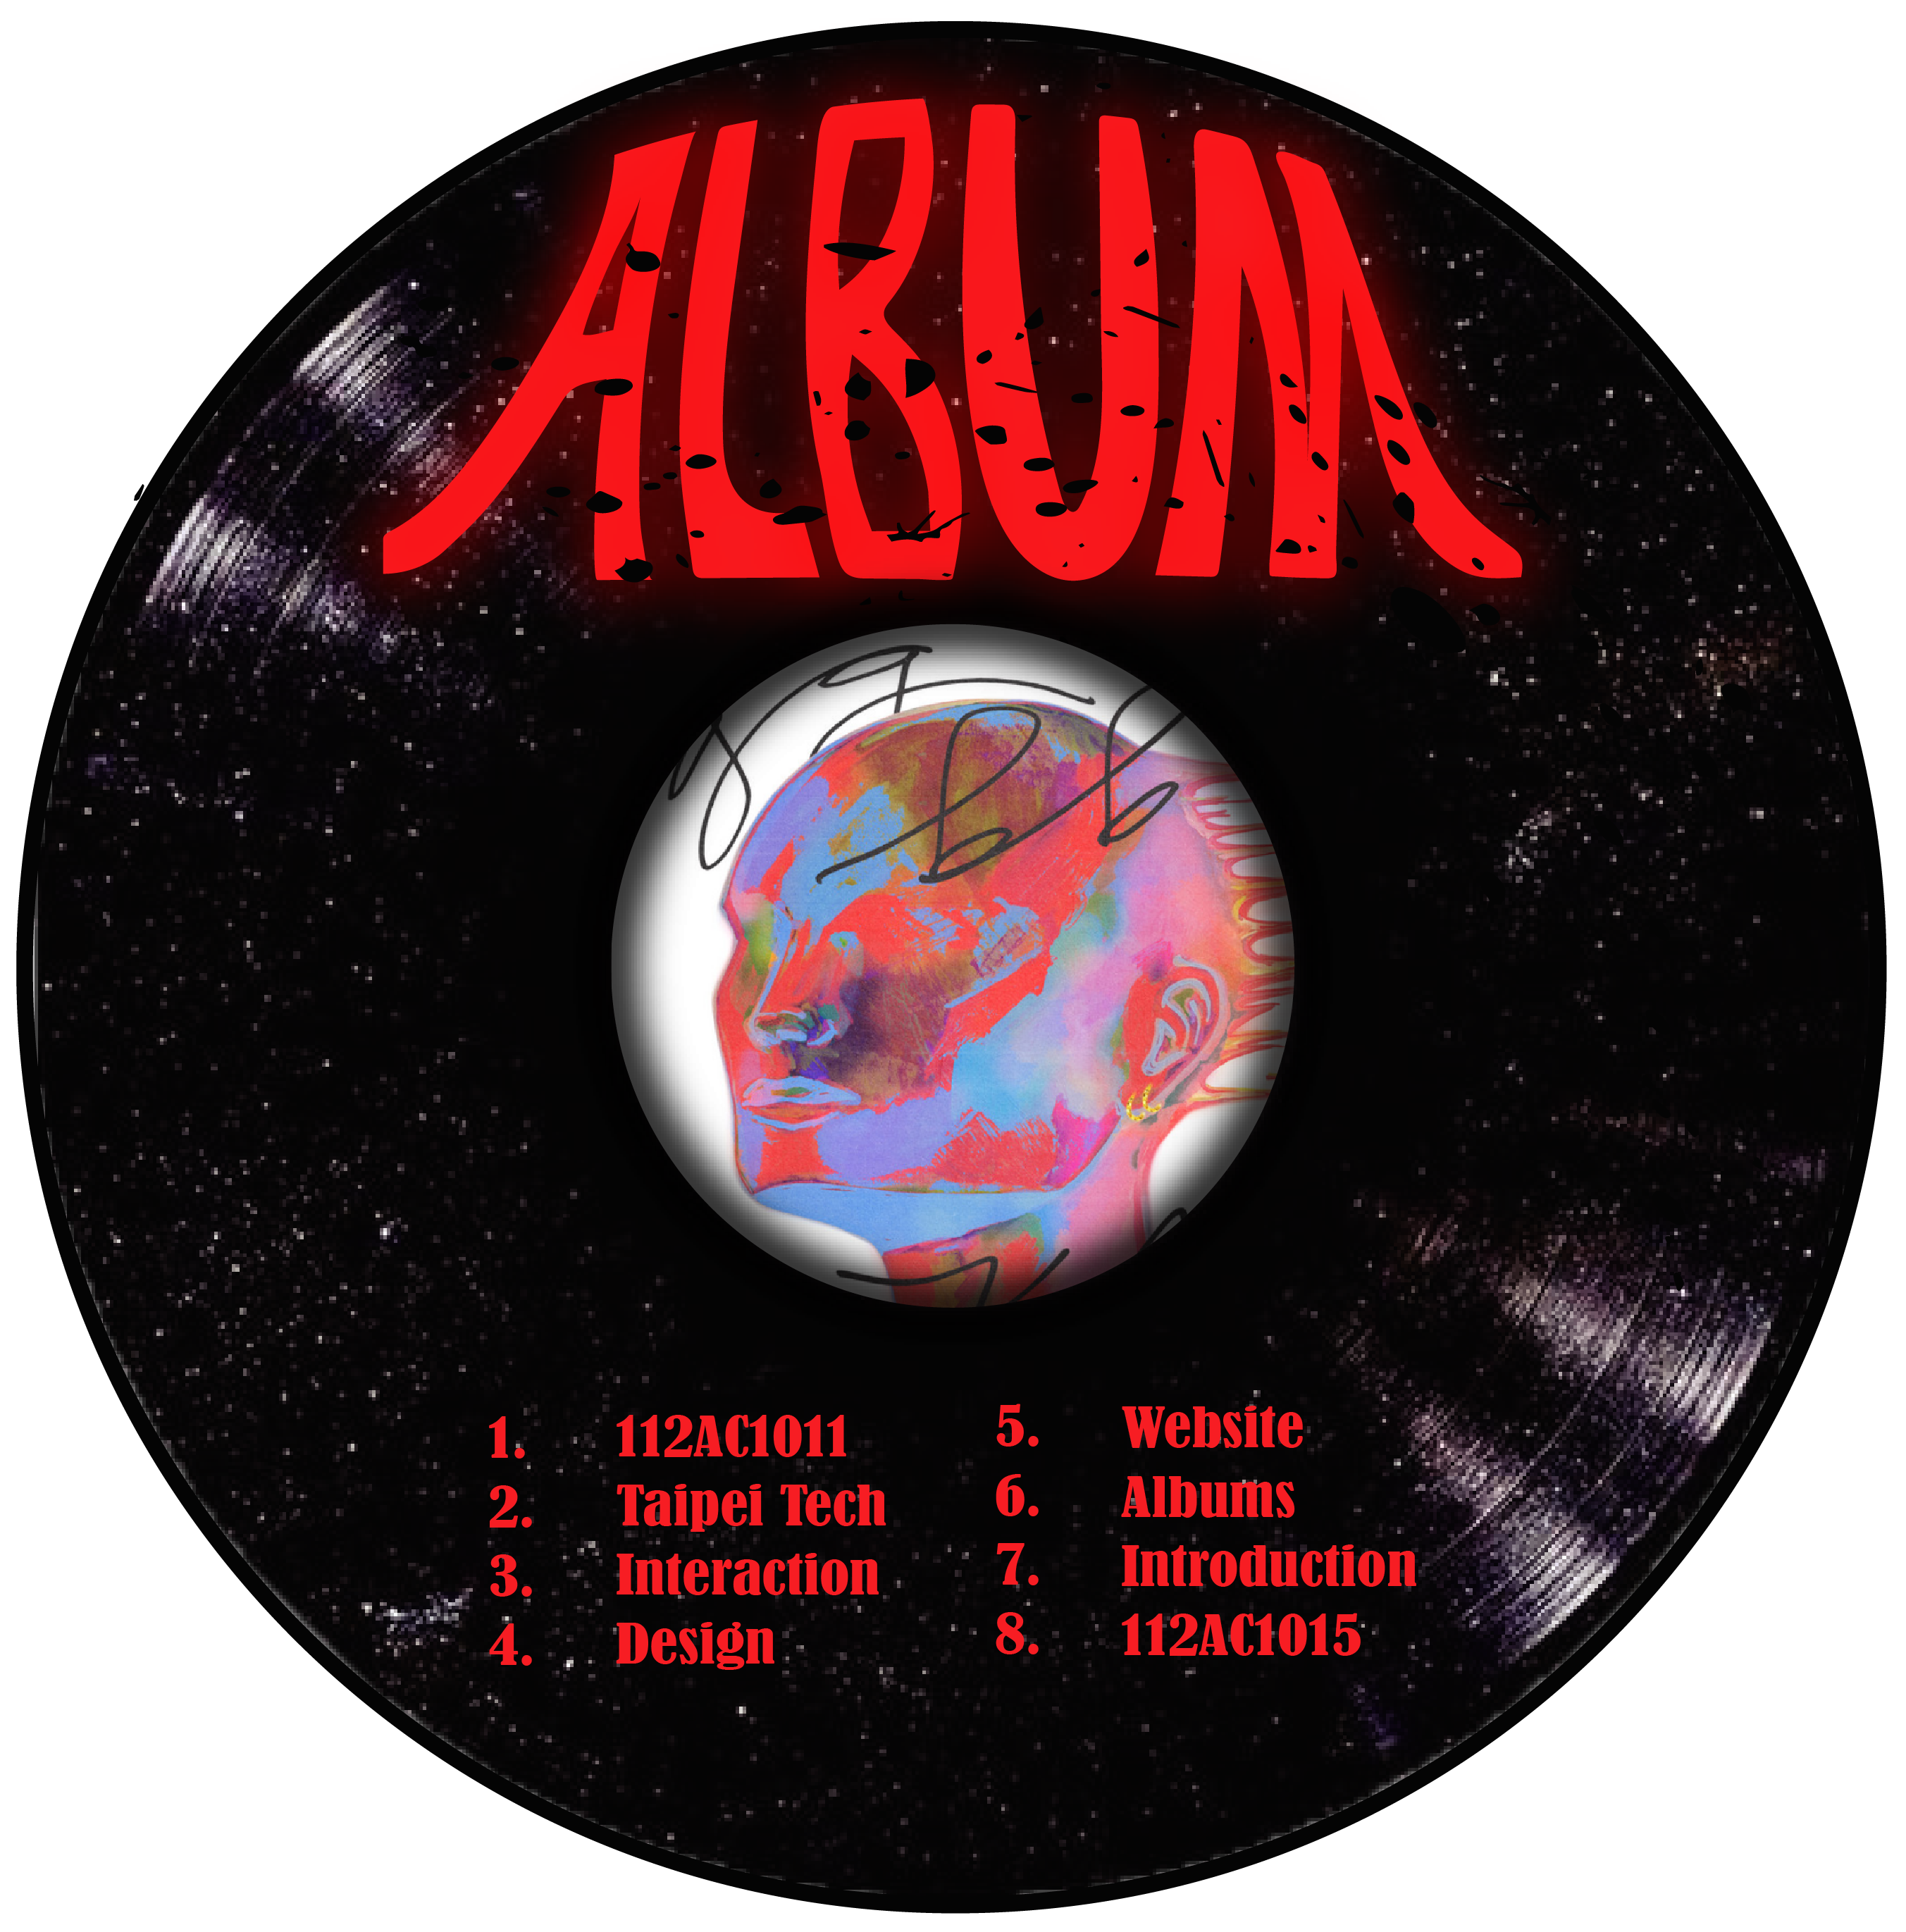 ALBUM
1. 112AC1011
2. Taipei Tech
3. Interaction
4. Design
5. Website
6. Albums
7. Introduction
8. 112AC1015